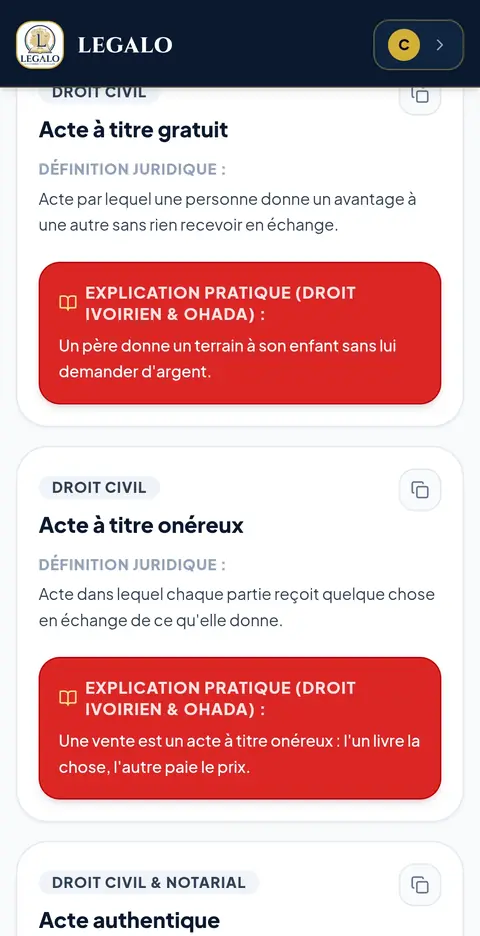 LEGALO
LEGALO
C
DROIT CIVIL
Acte à titre gratuit
DÉFINITION JURIDIQUE :
Acte par lequel une personne donne un avantage à
une autre sans rien recevoir en échange.
EXPLICATION PRATIQUE (DROIT
IVOIRIEN & OHADA) :
Un père donne un terrain à son enfant sans lui
demander d'argent.
DROIT CIVIL
Acte à titre onéreux
DÉFINITION JURIDIQUE :
Acte dans lequel chaque partie reçoit quelque chose
en échange de ce qu'elle donne.
EXPLICATION PRATIQUE (DROIT
IVOIRIEN & OHADA) :
Une vente est un acte à titre onéreux : l'un livre la
chose, l'autre paie le prix.
DROIT CIVIL & NOTARIAL
Acte authentique